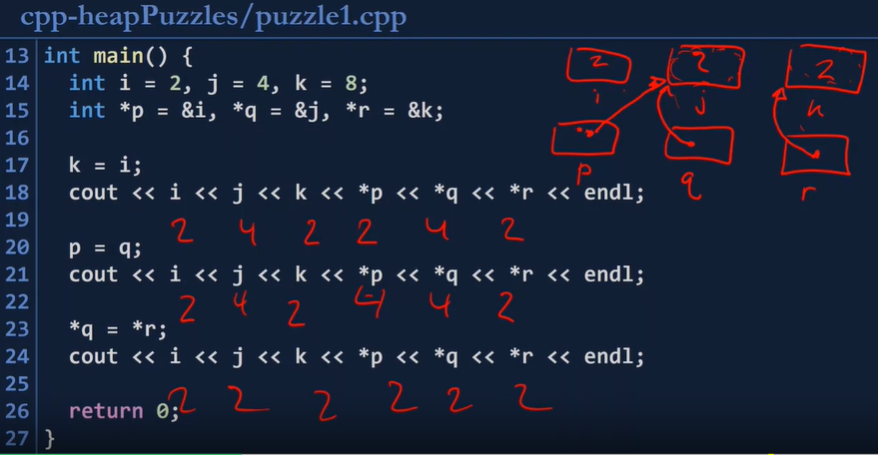 cpp-heapPuzzles/puzzle1.cpp
13 int main() {
14 int i = 2, j = 4, k = 8;
15 int *p = &i, *q = &j, *r = &k;
16
17 k = i;
18 cout << i << j << k << *p << *q << *r << endl;
19
2 4 2 2 4 2
20 p = q;
21 cout << i << j << k << *p << *q << *r << endl;
22
2 4 2 4 4 2
23 *q = *r;
24 cout << i << j << k << *p << *q << *r << endl;
25
2 2 2 2 2 2
26 return 0;
27 }
2 2 2
i j k
p q r